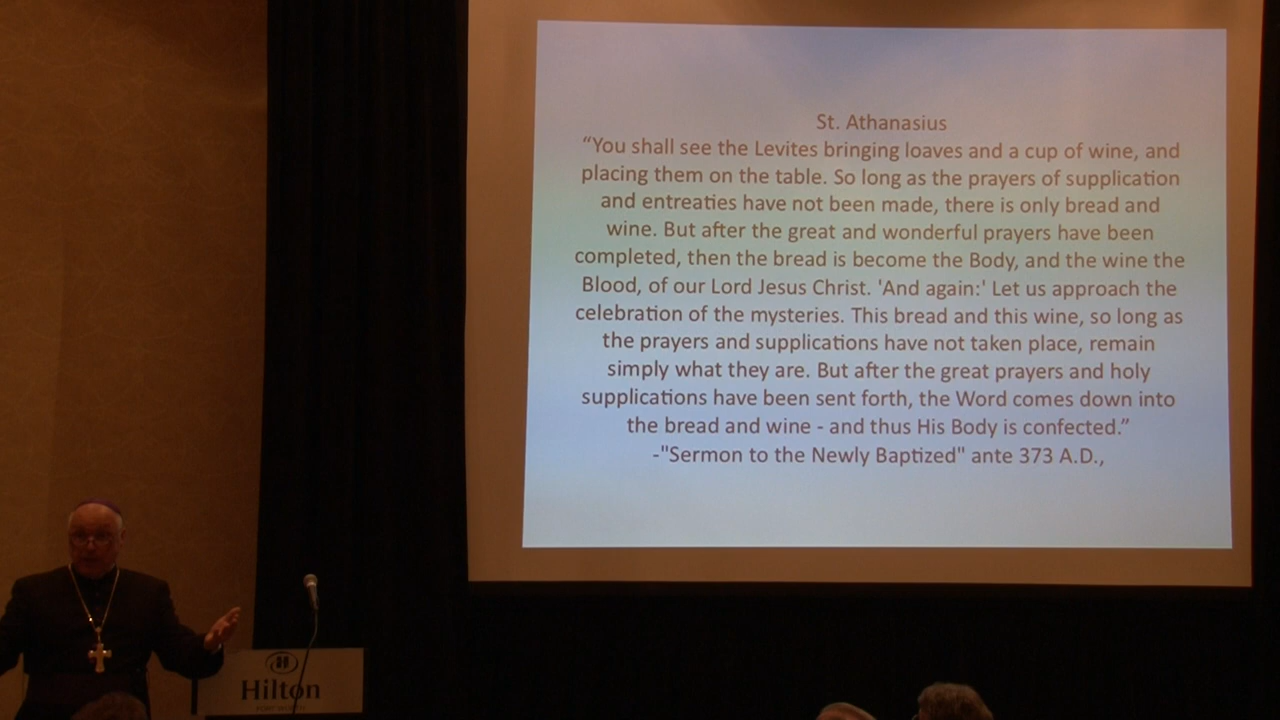 St. Athanasius
“You shall see the Levites bringing loaves and a cup of wine, and
placing them on the table. So long as the prayers of supplication
and entreaties have not been made, there is only bread and
wine. But after the great and wonderful prayers have been
completed, then the bread is become the Body, and the wine the
Blood, of our Lord Jesus Christ. 'And again:' Let us approach the
celebration of the mysteries. This bread and this wine, so long as
the prayers and supplications have not taken place, remain
simply what they are. But after the great prayers and holy
supplications have been sent forth, the Word comes down into
the bread and wine - and thus His Body is confected.”
-"Sermon to the Newly Baptized" ante 373 A.D.,
Hilton
FORT WORTH